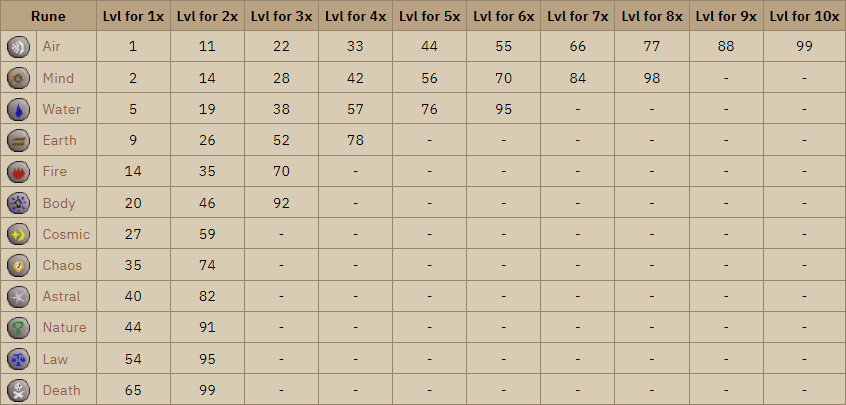 Rune Lvl for 1x Lvl for 2x Lvl for 3x Lvl for 4x Lvl for 5x Lvl for 6x Lvl for 7x Lvl for 8x Lvl for 9x Lvl for 10x
Air 1 11 22 33 44 55 66 77 88 99
Mind 2 14 28 42 56 70 84 98 - -
Water 5 19 38 57 76 95 - - - -
Earth 9 26 52 78 - - - - - -
Fire 14 35 70 - - - - - - -
Body 20 46 92 - - - - - - -
Cosmic 27 59 - - - - - - - -
Chaos 35 74 - - - - - - - -
Astral 40 82 - - - - - - - -
Nature 44 91 - - - - - - - -
Law 54 95 - - - - - - - -
Death 65 99 - - - - - - - -